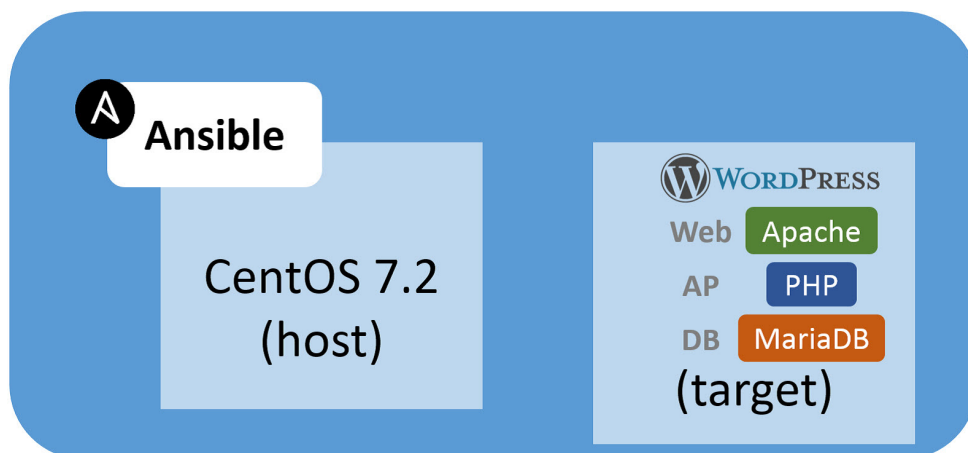 Ansible
CentOS 7.2
(host)
WORDPRESS
Web Apache
AP PHP
DB MariaDB
(target)